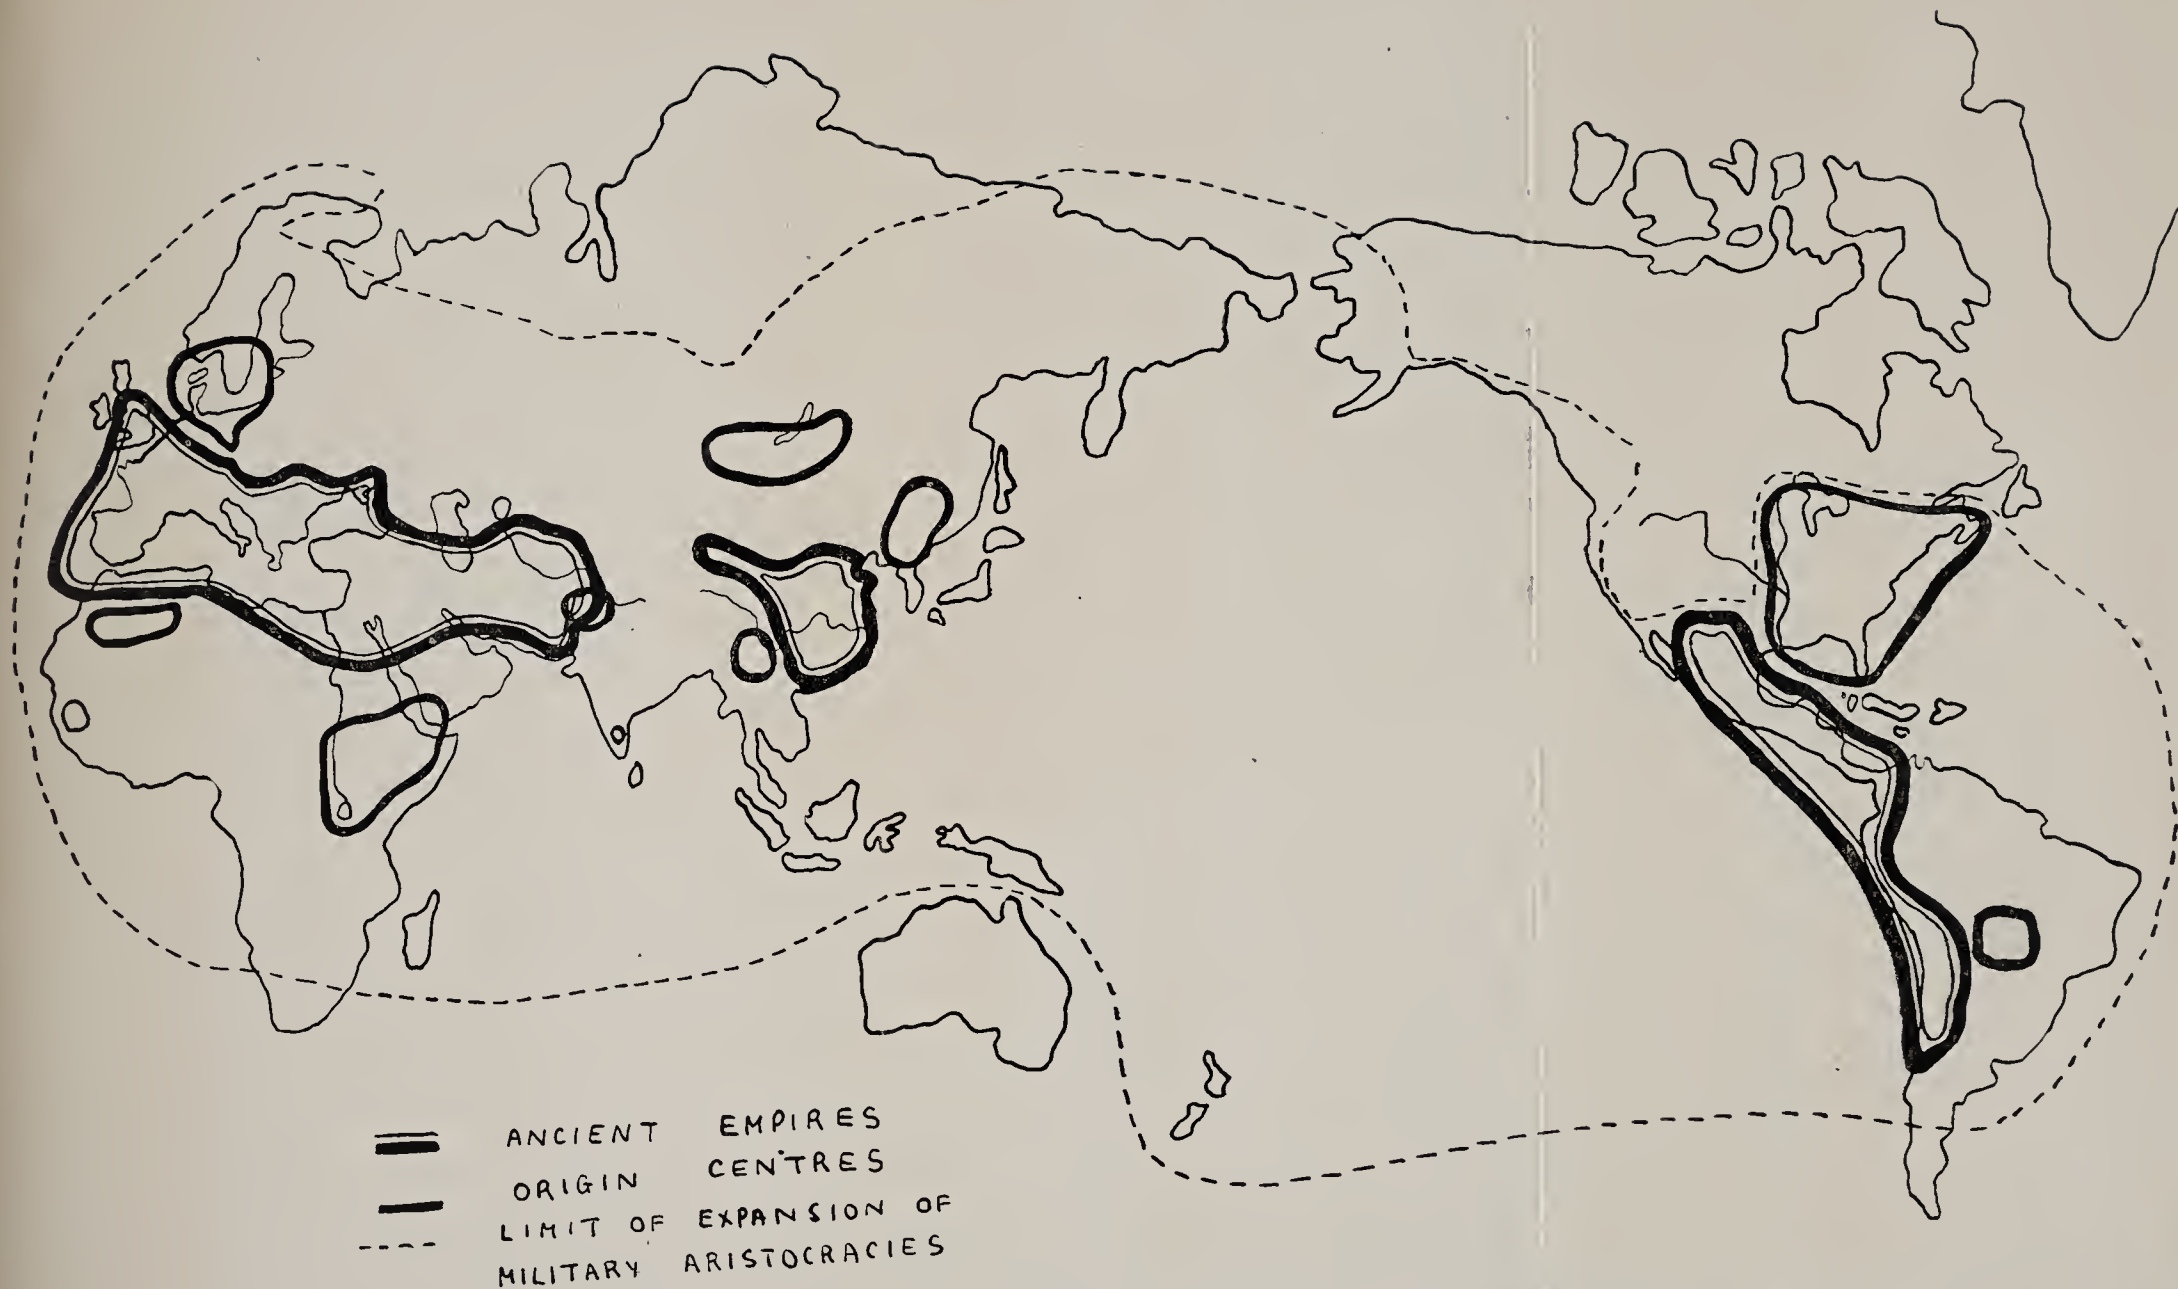 ANCIENT EMPIRES
ORIGIN CENTRES
LIMIT OF EXPANSION OF
MILITARY ARISTOCRACIES